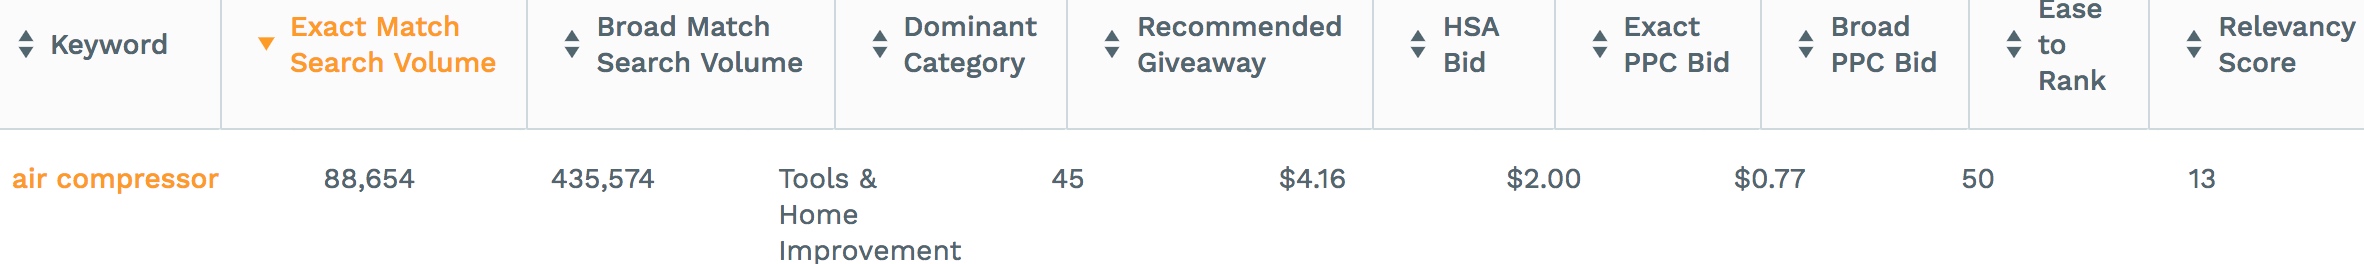 Keyword
Exact Match
Search Volume
Broad Match
Search Volume
Dominant
Category
Recommended
Giveaway
HSA
Bid
Exact
PPC Bid
Broad
PPC Bid
Ease
to
Rank
Relevancy
Score
air compressor
88,654
435,574
Tools &
Home
Improvement
45
$4.16
$2.00
$0.77
50
13